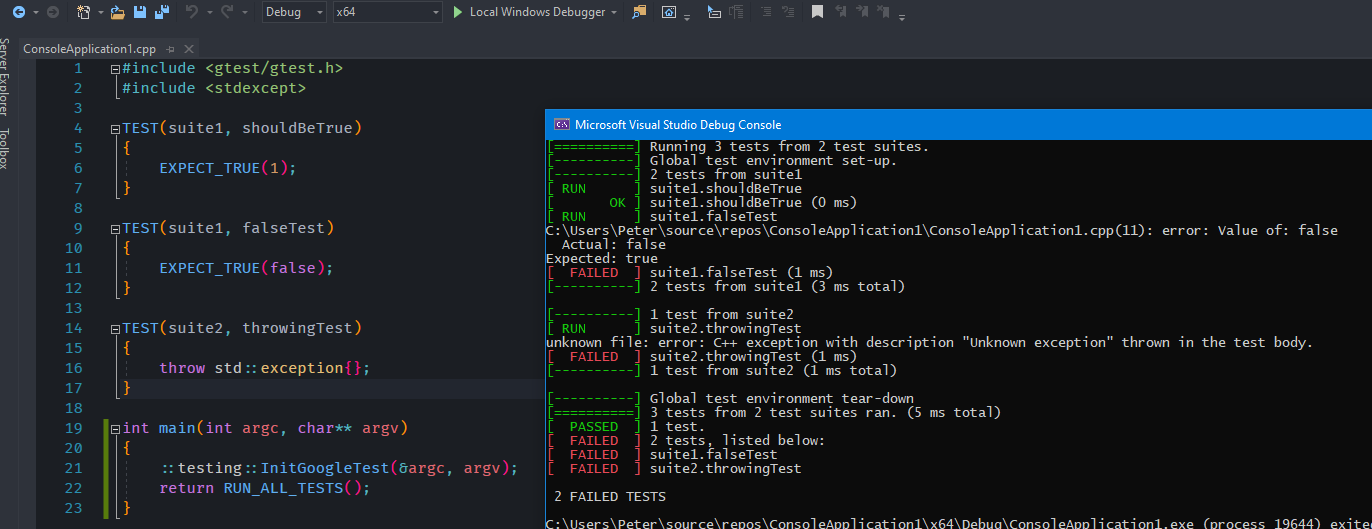 Debug
x64
Local Windows Debugger
Server Explorer
Toolbox
ConsoleApplication1.cpp
1 #include <gtest/gtest.h>
2 #include <stdexcept>
3
4 TEST(suite1, shouldBeTrue)
5 {
6 EXPECT_TRUE(1);
7 }
8
9 TEST(suite1, falseTest)
10 {
11 EXPECT_TRUE(false);
12 }
13
14 TEST(suite2, throwingTest)
15 {
16 throw std::exception{};
17 }
18
19 int main(int argc, char** argv)
20 {
21 ::testing::InitGoogleTest(&argc, argv);
22 return RUN_ALL_TESTS();
23 }
Microsoft Visual Studio Debug Console
[==========] Running 3 tests from 2 test suites.
[----------] Global test environment set-up.
[----------] 2 tests from suite1
[ RUN      ] suite1.shouldBeTrue
[       OK ] suite1.shouldBeTrue (0 ms)
[ RUN      ] suite1.falseTest
C:\Users\Peter\source\repos\ConsoleApplication1\ConsoleApplication1.cpp(11): error: Value of: false
  Actual: false
Expected: true
[  FAILED  ] suite1.falseTest (1 ms)
[----------] 2 tests from suite1 (3 ms total)

[----------] 1 test from suite2
[ RUN      ] suite2.throwingTest
unknown file: error: C++ exception with description "Unknown exception" thrown in the test body.
[  FAILED  ] suite2.throwingTest (1 ms)
[----------] 1 test from suite2 (1 ms total)

[----------] Global test environment tear-down
[==========] 3 tests from 2 test suites ran. (5 ms total)
[  PASSED  ] 1 test.
[  FAILED  ] 2 tests, listed below:
[  FAILED  ] suite1.falseTest
[  FAILED  ] suite2.throwingTest

 2 FAILED TESTS

C:\Users\Peter\source\repos\ConsoleApplication1\x64\Debug\ConsoleApplication1.exe (process 19644) exite